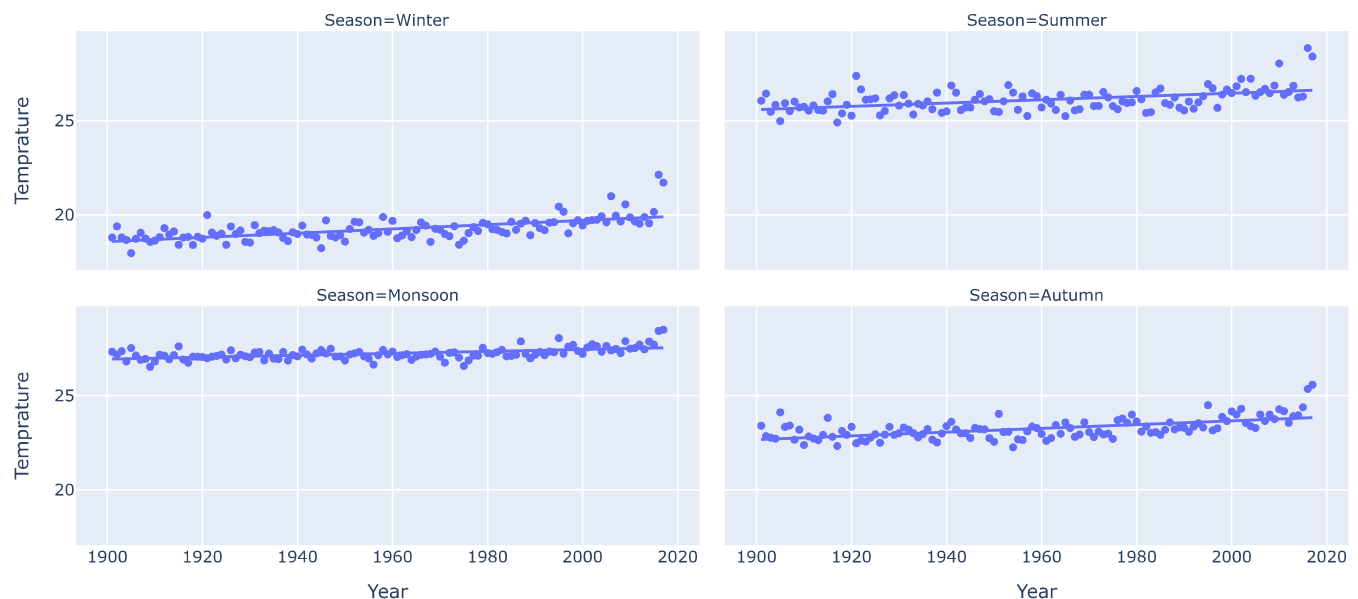 Season=Winter
Season=Summer
Temprature
25
20
Season=Monsoon
Season=Autumn
Temprature
25
20
1900 1920 1940 1960 1980 2000 2020
1900 1920 1940 1960 1980 2000 2020
Year
Year